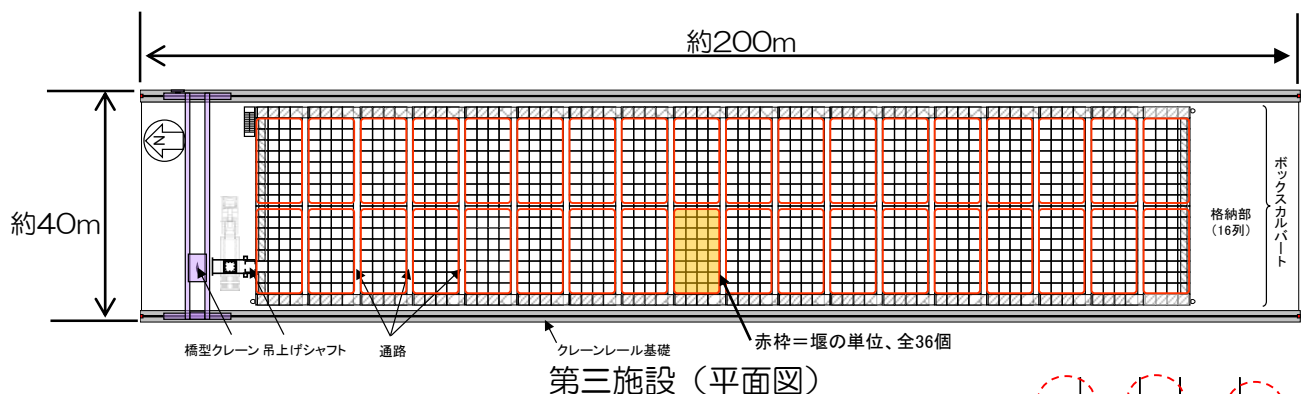 約200m
約40m
N
ボックスカルバート
格納部
(16列)
橋型クレーン 吊上げシャフト
通路
クレーンレール基礎
赤枠＝堰の単位、全36個
第三施設（平面図）